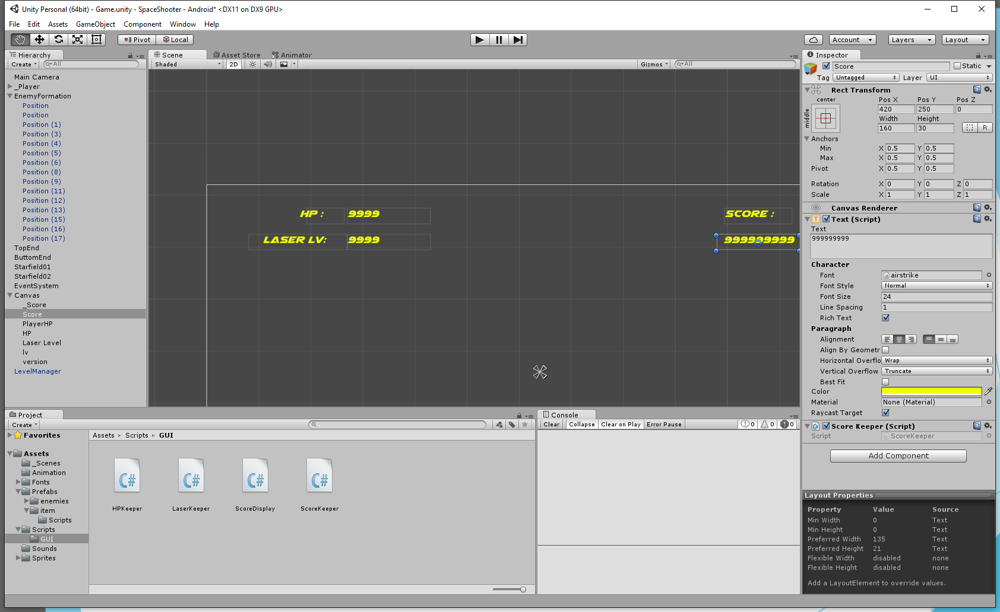 Unity Personal (64bit) - Game.unity - SpaceShooter - Android* <DX11 on DX9 GPU>
File Edit Assets GameObject Component Window Help
Pivot Local Account Layers Layout
Hierarchy
Create All
Main Camera
_Player
EnemyFormation
Position
Position
Position (1)
Position (3)
Position (4)
Position (5)
Position (6)
Position (8)
Position (9)
Position (11)
Position (12)
Position (13)
Position (15)
Position (16)
Position (17)
TopEnd
ButtomEnd
Starfield01
Starfield02
EventSystem
Canvas
_Score
Score
PlayerHP
HP
Laser Level
lv
version
LevelManager
Scene Asset Store Animator
Shaded 2D Gizmos All
HP : 9999 SCORE :
LASER LV: 9999 999999999
Inspector
Score Static
Tag Untagged Layer UI
Rect Transform
center
middle
Pos X Pos Y Pos Z
420 250 0
Width Height
160 30 R
Anchors
Min X 0.5 Y 0.5
Max X 0.5 Y 0.5
Pivot X 0.5 Y 0.5
Rotation X 0 Y 0 Z 0
Scale X 1 Y 1 Z 1
Canvas Renderer
Text (Script)
Text
999999999
Character
Font airstrike
Font Style Normal
Font Size 24
Line Spacing 1
Rich Text
Paragraph
Alignment
Align By Geometr
Horizontal Overflo Wrap
Vertical Overflow Truncate
Best Fit
Color
Material None (Material)
Raycast Target
Score Keeper (Script)
Script ScoreKeeper
Add Component
Layout Properties
Property Value Source
Min Width 0 Text
Min Height 0 Text
Preferred Width 135 Text
Preferred Height 21 Text
Flexible Width disabled none
Flexible Height disabled none
Add a LayoutElement to override values.
Project
Create
Favorites
Assets
_Scenes
Animation
Fonts
Prefabs
enemies
item
Scripts
Scripts
GUI
Sounds
Sprites
Assets Scripts GUI
C# C# C# C#
HPKeeper LaserKeeper ScoreDisplay ScoreKeeper
Console
Clear Collapse Clear on Play Error Pause 0 0 0